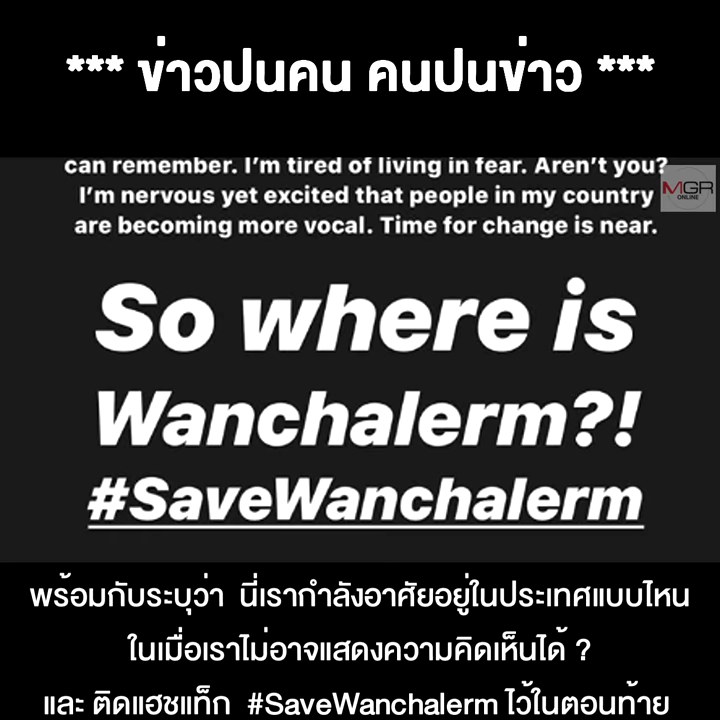 *** ข่าวปนคน คนปนข่าว ***
can remember. I'm tired of living in fear. Aren't you?
MGR
ONLINE
I'm nervous yet excited that people in my country
are becoming more vocal. Time for change is near.
So where is
Wanchalerm?!
#SaveWanchalerm
พร้อมกับระบุว่า นี่เรากำลังอาศัยอยู่ในประเทศแบบไหน
ในเมื่อเราไม่อาจแสดงความคิดเห็นได้ ?
และ ติดแฮชแท็ก #SaveWanchalerm ไว้ในตอนท้าย